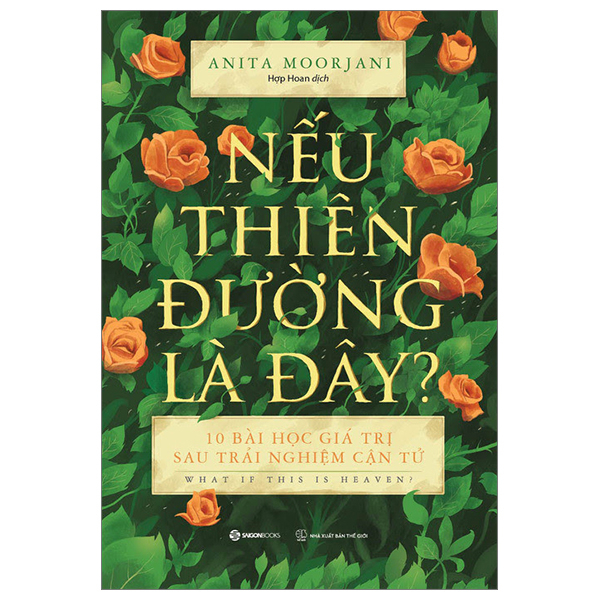 ANITA MOORJANI
Hợp Hoan dịch
NẾU
THIÊN
ĐƯỜNG
LÀ ĐÂY?
10 BÀI HỌC GIÁ TRỊ
SAU TRẢI NGHIỆM CẬN TỬ
WHAT IF THIS IS HEAVEN?
SAIGONBOOKS
NHÀ XUẤT BẢN THẾ GIỚI